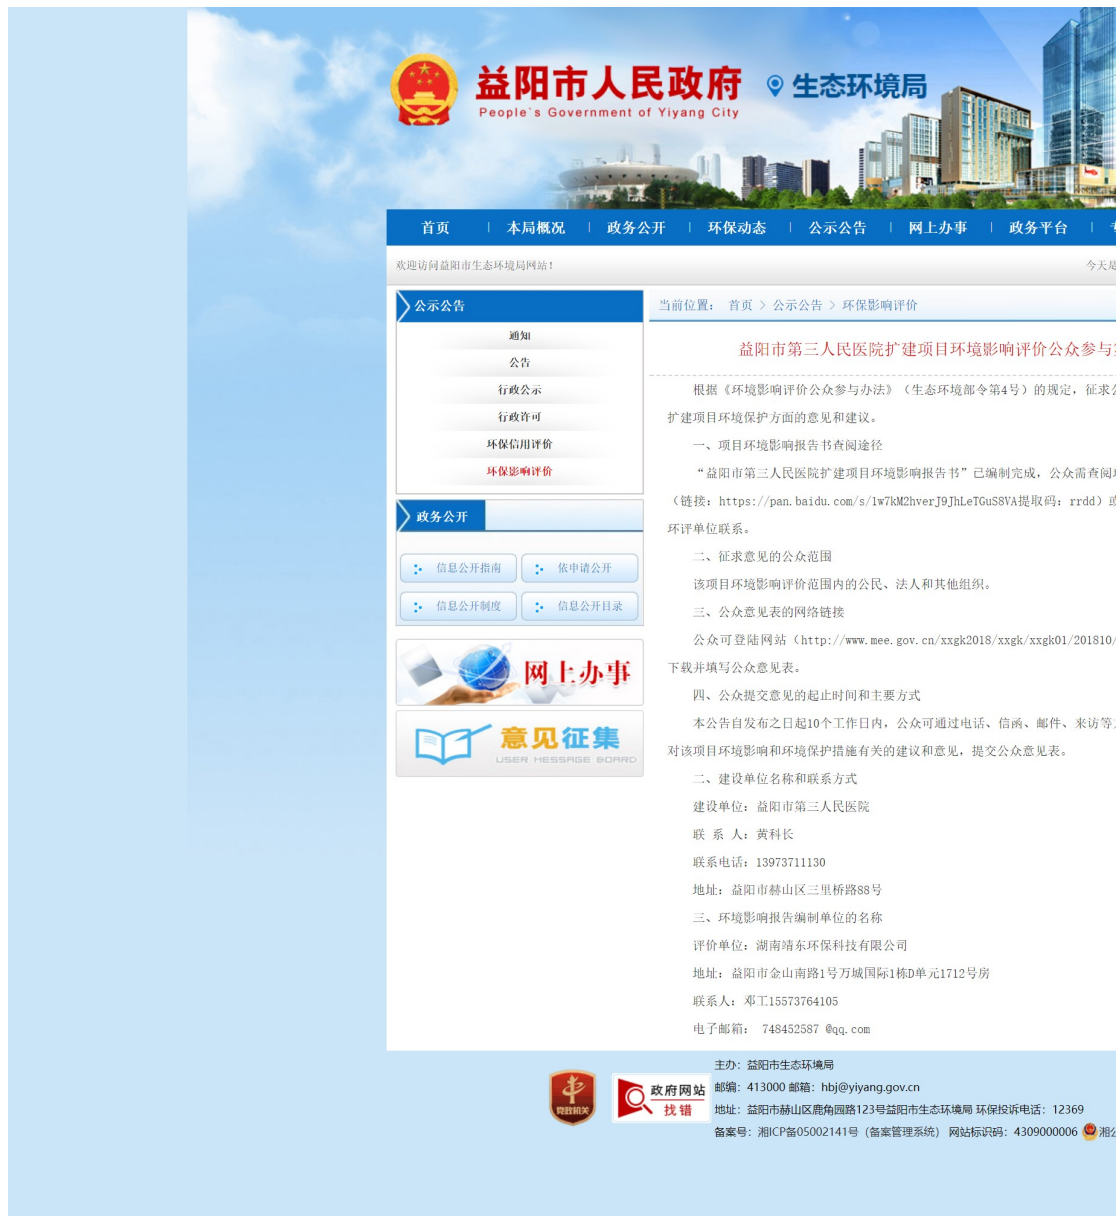 益阳市人民政府
生态环境局
People's Government of Yiyang City
首页
本局概况
政务公开
环保动态
公示公告
网上办事
政务平台
欢迎访问益阳市生态环境局网站！
今天是
公示公告
通知
公告
行政公示
行政许可
环保信用评价
环保影响评价
政务公开
信息公开指南
依申请公开
信息公开制度
信息公开目录
网上办事
意见征集
USER MESSAGE BOARD
当前位置： 首页 > 公示公告 > 环保影响评价
益阳市第三人民医院扩建项目环境影响评价公众参与
根据《环境影响评价公众参与办法》（生态环境部令第4号）的规定，征求
扩建项目环境保护方面的意见和建议。
一、项目环境影响报告书查阅途径
“益阳市第三人民医院扩建项目环境影响报告书”已编制完成，公众需查阅
（链接：https://pan.baidu.com/s/1w7kM2hverJ9JhLeTGuS8VA提取码：rrdd）或
环评单位联系。
二、征求意见的公众范围
该项目环境影响评价范围内的公民、法人和其他组织。
三、公众意见表的网络链接
公众可登陆网站（http://www.mee.gov.cn/xxgk2018/xxgk/xxgk01/201810/
下载并填写公众意见表。
四、公众提交意见的起止时间和主要方式
本公告自发布之日起10个工作日内，公众可通过电话、信函、邮件、来访等
对该项目环境影响和环境保护措施有关的建议和意见，提交公众意见表。
二、建设单位名称和联系方式
建设单位：益阳市第三人民医院
联 系 人：黄科长
联系电话：13973711130
地址：益阳市赫山区三里桥路88号
三、环境影响报告编制单位的名称
评价单位：湖南靖东环保科技有限公司
地址：益阳市金山南路1号万城国际1栋D单元1712号房
联系人：邓工15573764105
电子邮箱： 748452587 @qq.com
党政机关
政府网站
找错
主办：益阳市生态环境局
邮编：413000 邮箱：hbj@yiyang.gov.cn
地址：益阳市赫山区鹿角园路123号益阳市生态环境局 环保投诉电话：12369
备案号：湘ICP备05002141号（备案管理系统） 网站标识码：4309000006 湘公